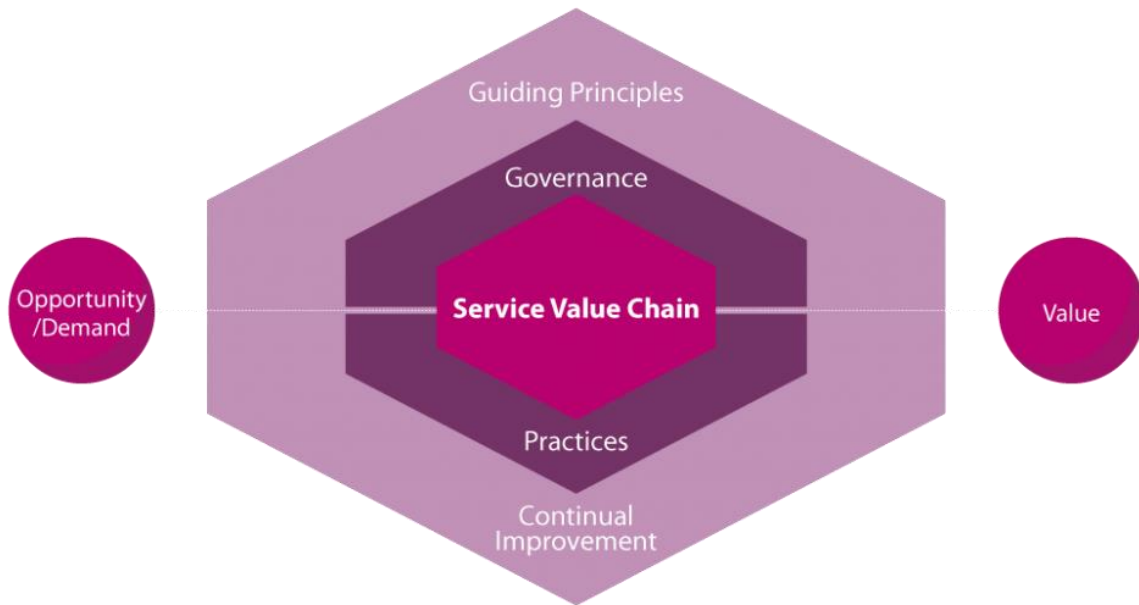 Guiding Principles
Governance
Opportunity
/Demand
Service Value Chain
Value
Practices
Continual
Improvement